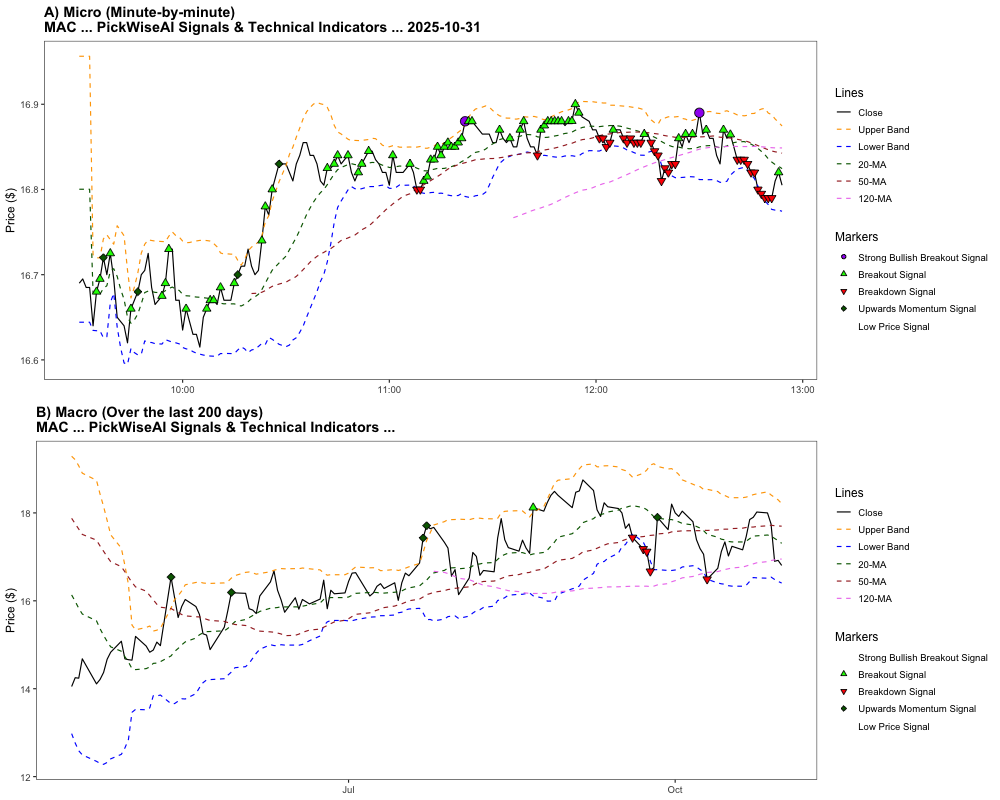 A) Micro (Minute-by-minute)
MAC ... PickWiseAI Signals & Technical Indicators ... 2025-10-31
Price ($)
16.9
16.8
16.7
16.6
10:00
11:00
12:00
13:00
Lines
Close
Upper Band
Lower Band
20-MA
50-MA
120-MA
Markers
Strong Bullish Breakout Signal
Breakout Signal
Breakdown Signal
Upwards Momentum Signal
Low Price Signal
B) Macro (Over the last 200 days)
MAC ... PickWiseAI Signals & Technical Indicators ...
Price ($)
18
16
14
12
Jul
Oct
Lines
Close
Upper Band
Lower Band
20-MA
50-MA
120-MA
Markers
Strong Bullish Breakout Signal
Breakout Signal
Breakdown Signal
Upwards Momentum Signal
Low Price Signal